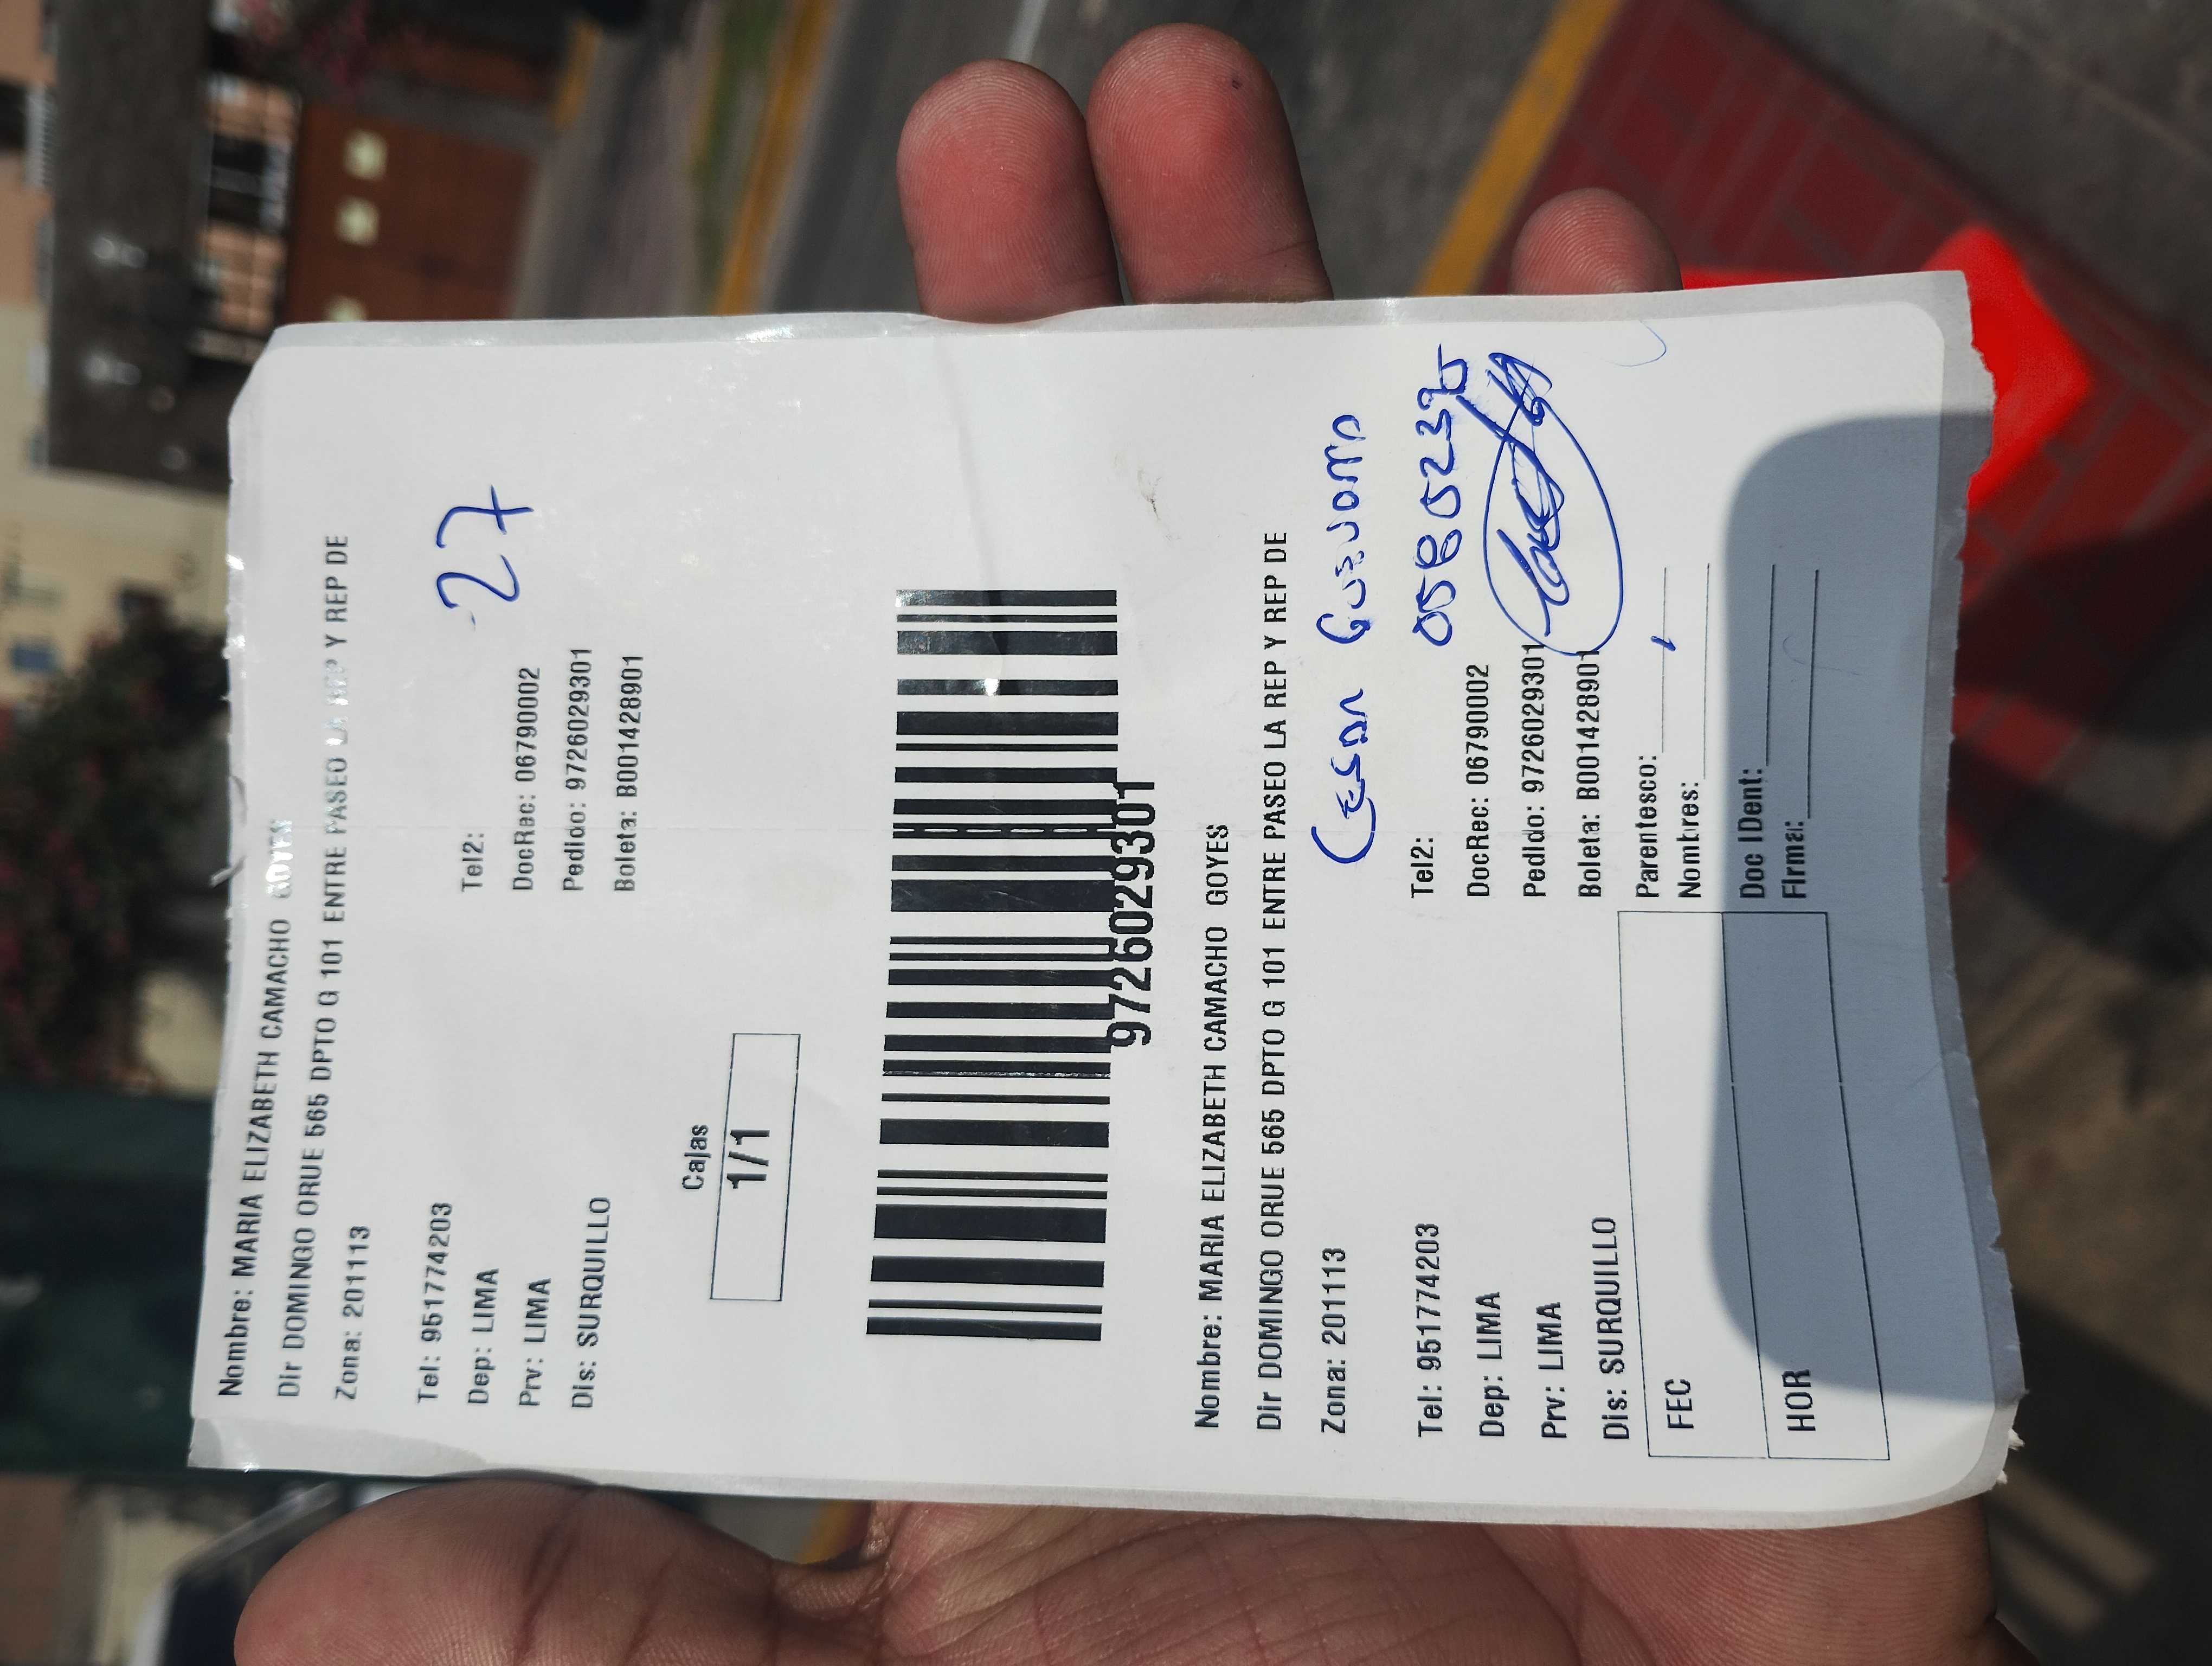 Nombre: MARIA ELIZABETH CAMACHO GOYES
Dir DOMINGO ORUE 565 DPTO G 101 ENTRE PASEO LA REP Y REP DE
Zona: 201113
27
Tel: 951774203 Tel2:
Dep: LIMA DocRec: 06790002
Prv: LIMA Pedido: 9726029301
Dis: SURQUILLO Boleta: B001428901
Cajas
1/1
9726029301
Nombre: MARIA ELIZABETH CAMACHO GOYES
Dir DOMINGO ORUE 565 DPTO G 101 ENTRE PASEO LA REP Y REP DE
Zona: 201113
Cesar
Tel: 951774203 Tel2:
Dep: LIMA DocRec: 06790002
Prv: LIMA Pedido: 9726029301
Dis: SURQUILLO Boleta: B001428901
FEC
HOR
Parentesco:
Nombres:
Doc IDent:
Firma: